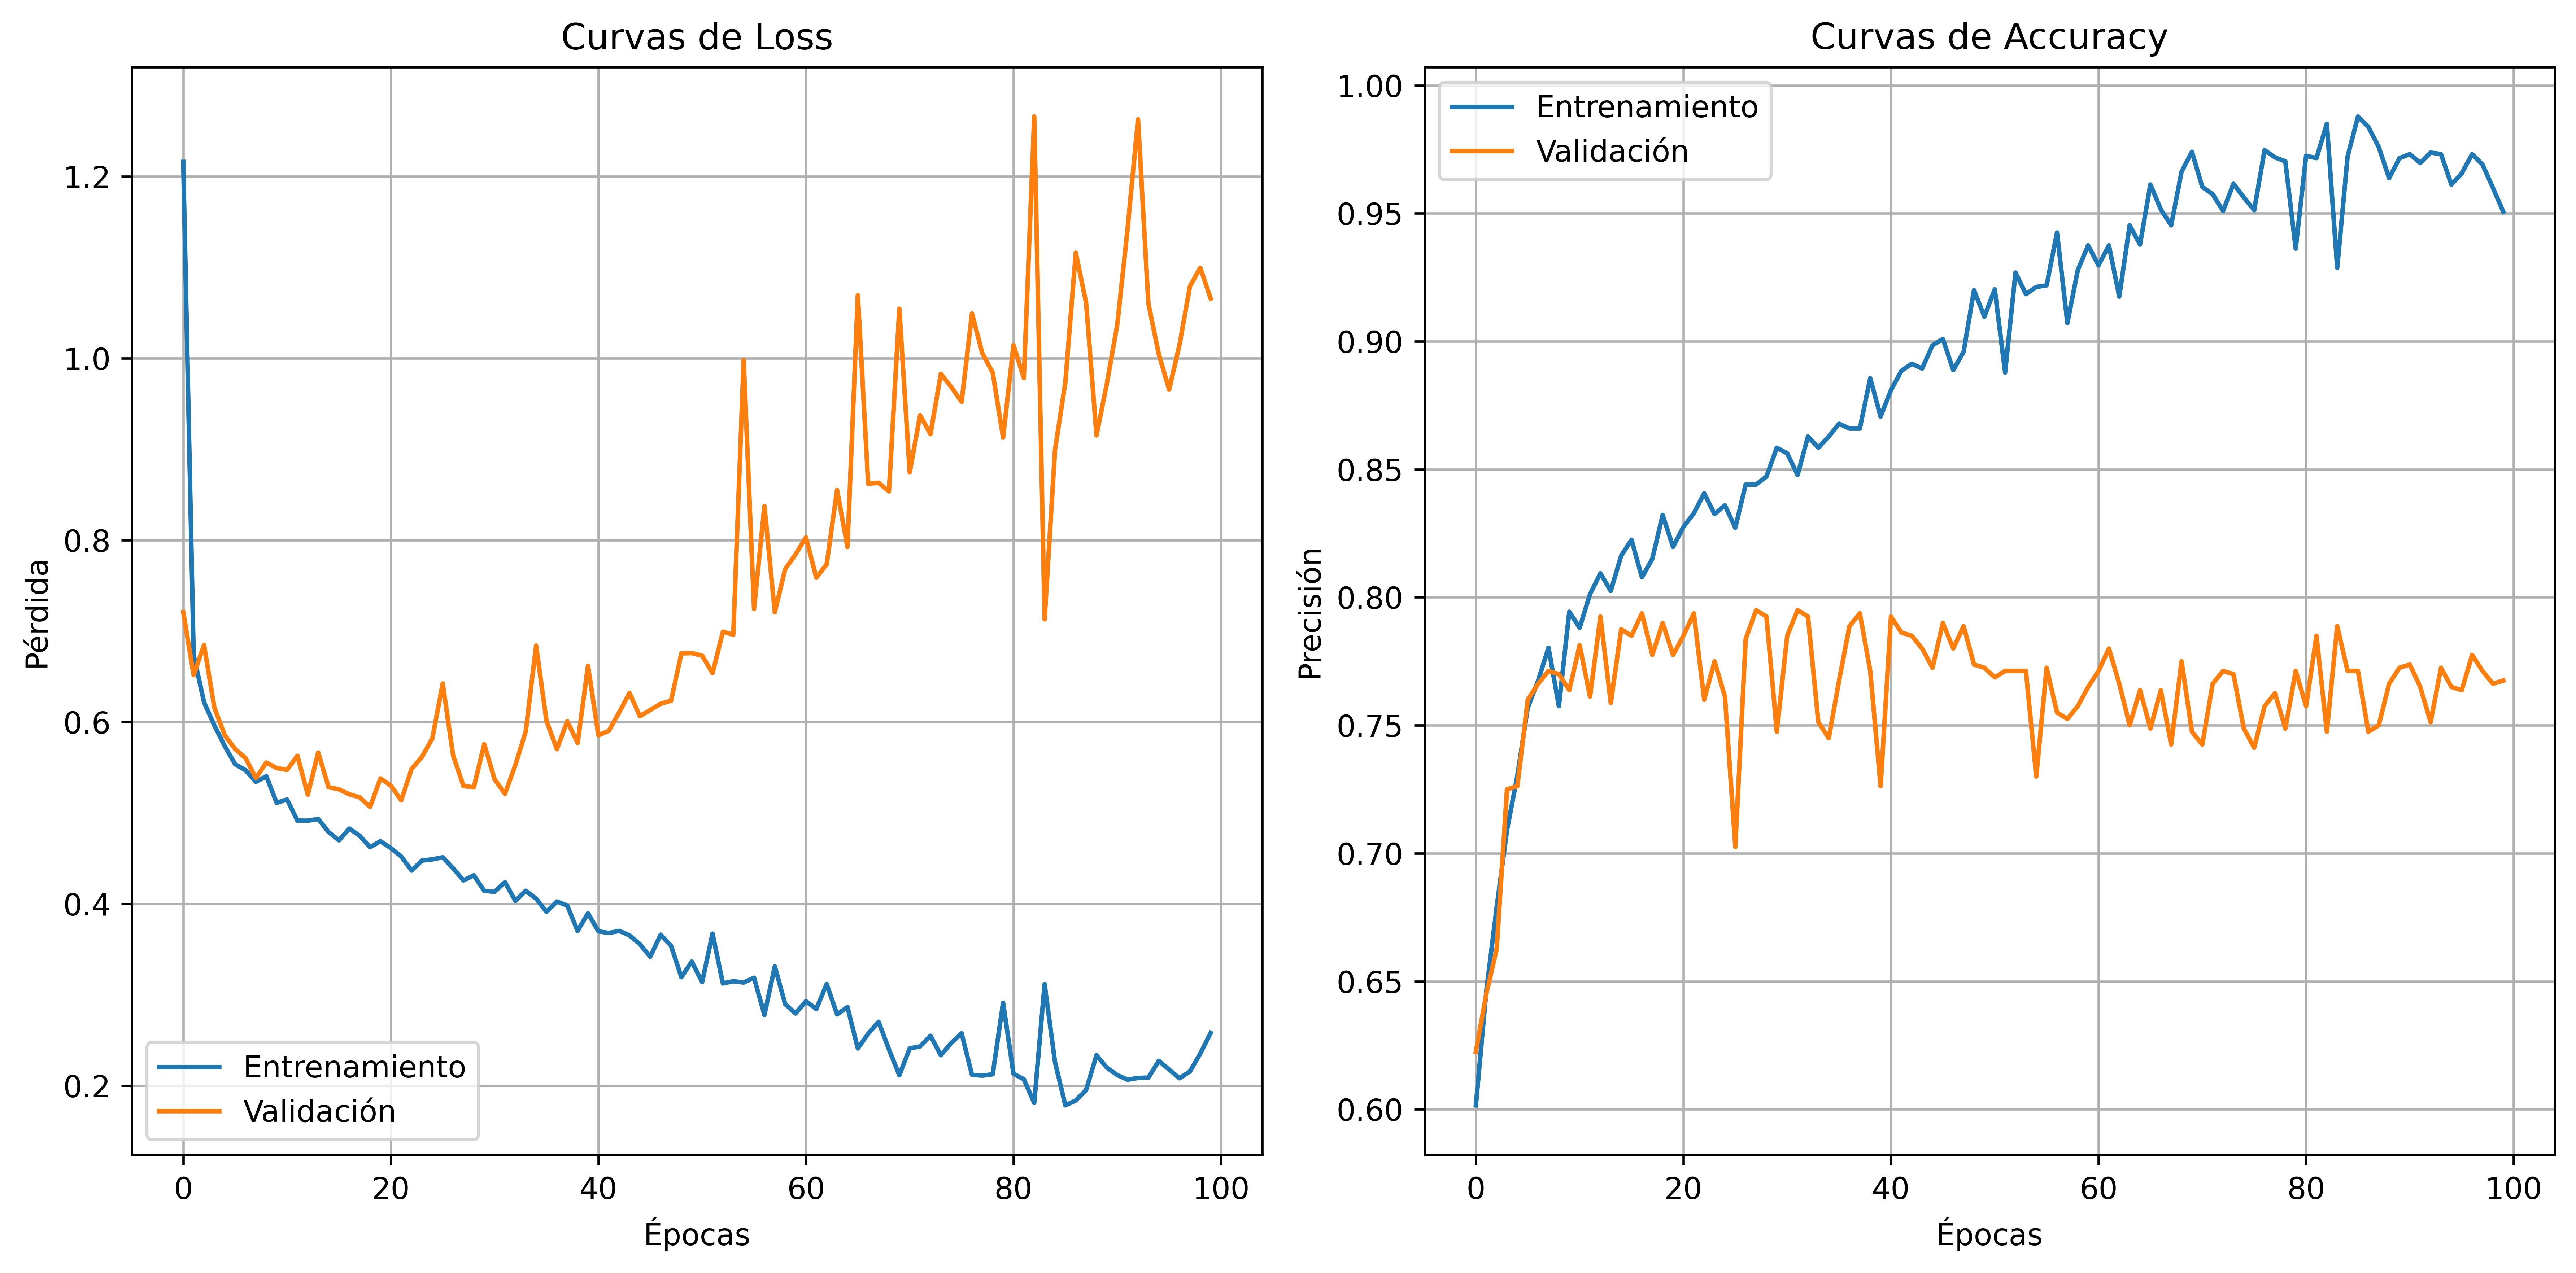 Curvas de Loss
Pérdida
1.2
1.0
0.8
0.6
0.4
0.2
Entrenamiento
Validación
0 20 40 60 80 100
Épocas
Curvas de Accuracy
Precisión
1.00
0.95
0.90
0.85
0.80
0.75
0.70
0.65
0.60
Entrenamiento
Validación
0 20 40 60 80 100
Épocas